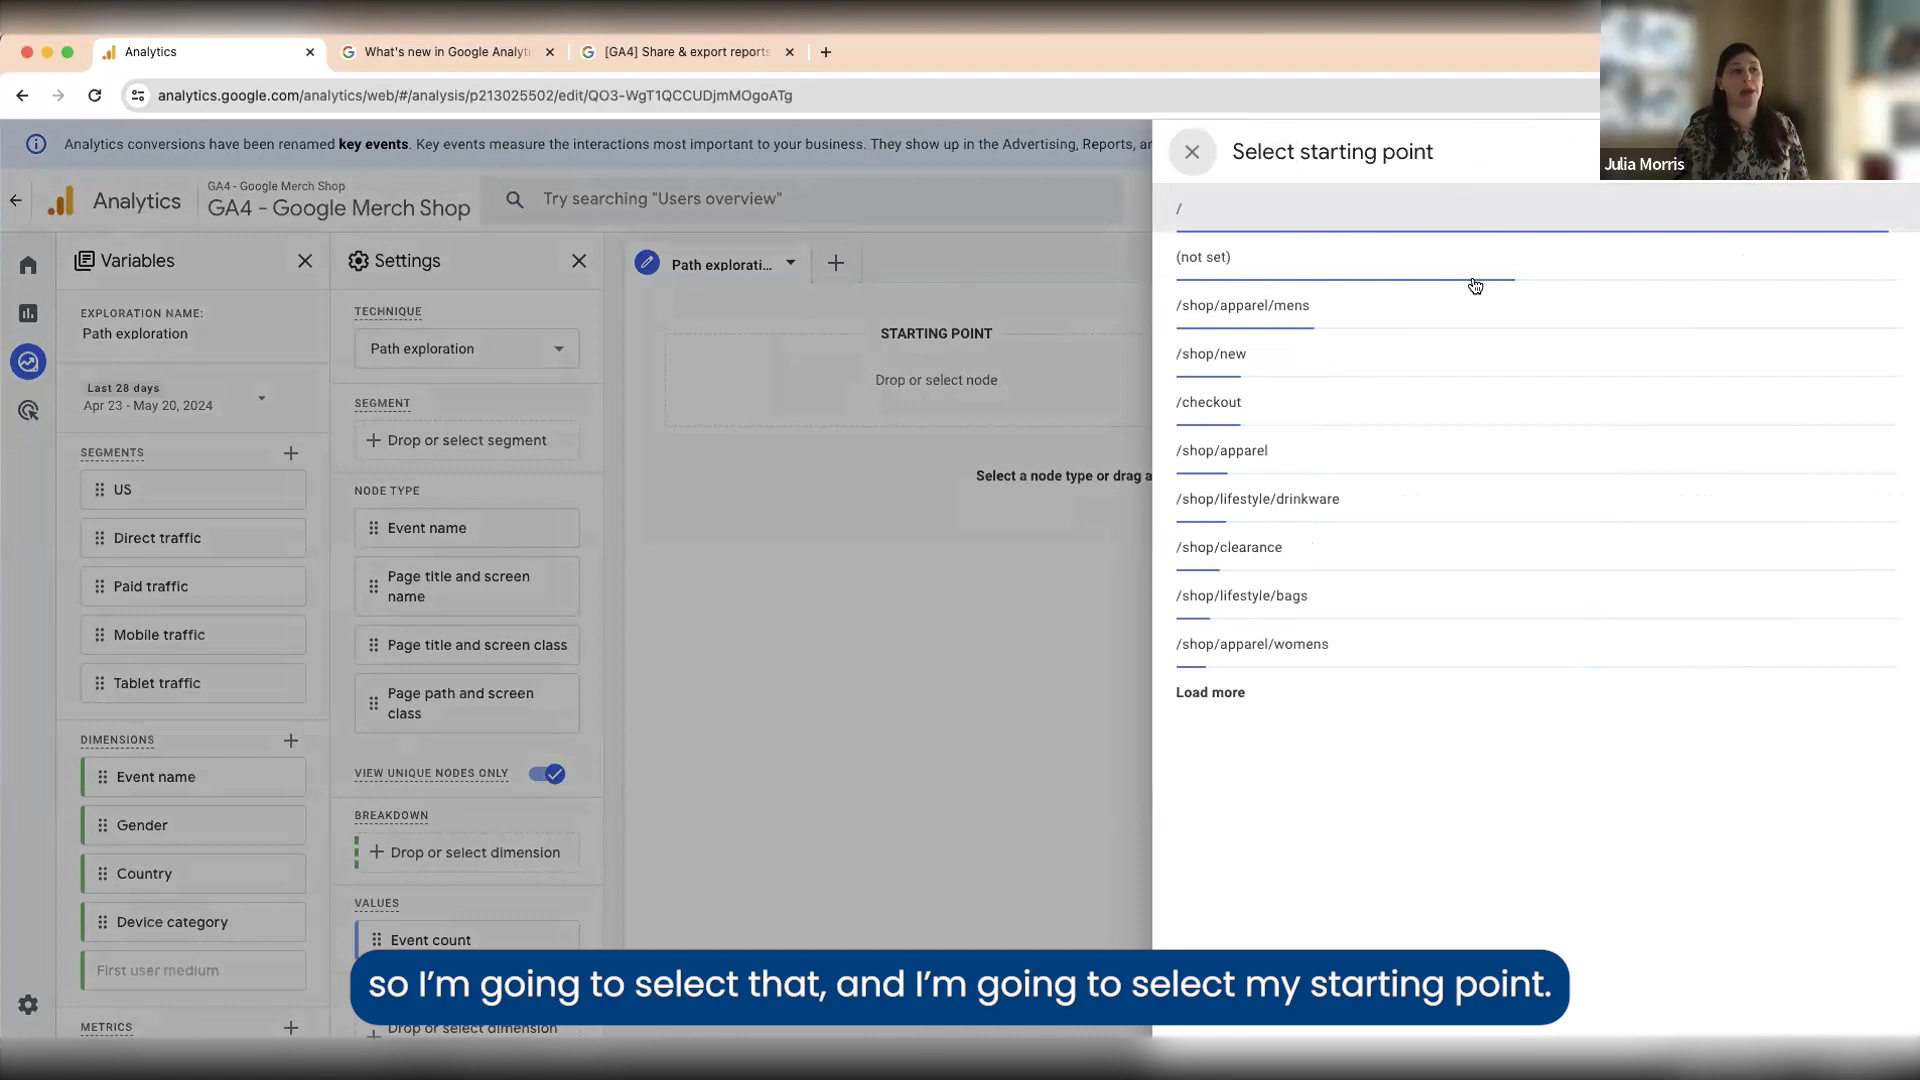 Analytics
What's new in Google Analyt
[GA4] Share & export reports
analytics.google.com/analytics/web/#/analysis/p213025502/edit/QO3-WgT1QCCUDjmMOgoATg
Julia Morris
Analytics conversions have been renamed key events. Key events measure the interactions most important to your business. They show up in the Advertising, Reports, an
Analytics
GA4 - Google Merch Shop
GA4 - Google Merch Shop
Try searching "Users overview"
Variables
EXPLORATION NAME:
Path exploration
Last 28 days
Apr 23 - May 20, 2024
SEGMENTS
US
Direct traffic
Paid traffic
Mobile traffic
Tablet traffic
DIMENSIONS
Event name
Gender
Country
Device category
First user medium
METRICS
Settings
TECHNIQUE
Path exploration
SEGMENT
Drop or select segment
NODE TYPE
Event name
Page title and screen
name
Page title and screen class
Page path and screen
class
VIEW UNIQUE NODES ONLY
BREAKDOWN
Drop or select dimension
VALUES
Event count
Drop or select dimension
Path explorati...
STARTING POINT
Drop or select node
Select a node type or drag a
Select starting point
/
(not set)
/shop/apparel/mens
/shop/new
/checkout
/shop/apparel
/shop/lifestyle/drinkware
/shop/clearance
/shop/lifestyle/bags
/shop/apparel/womens
Load more
so I'm going to select that, and I'm going to select my starting point.